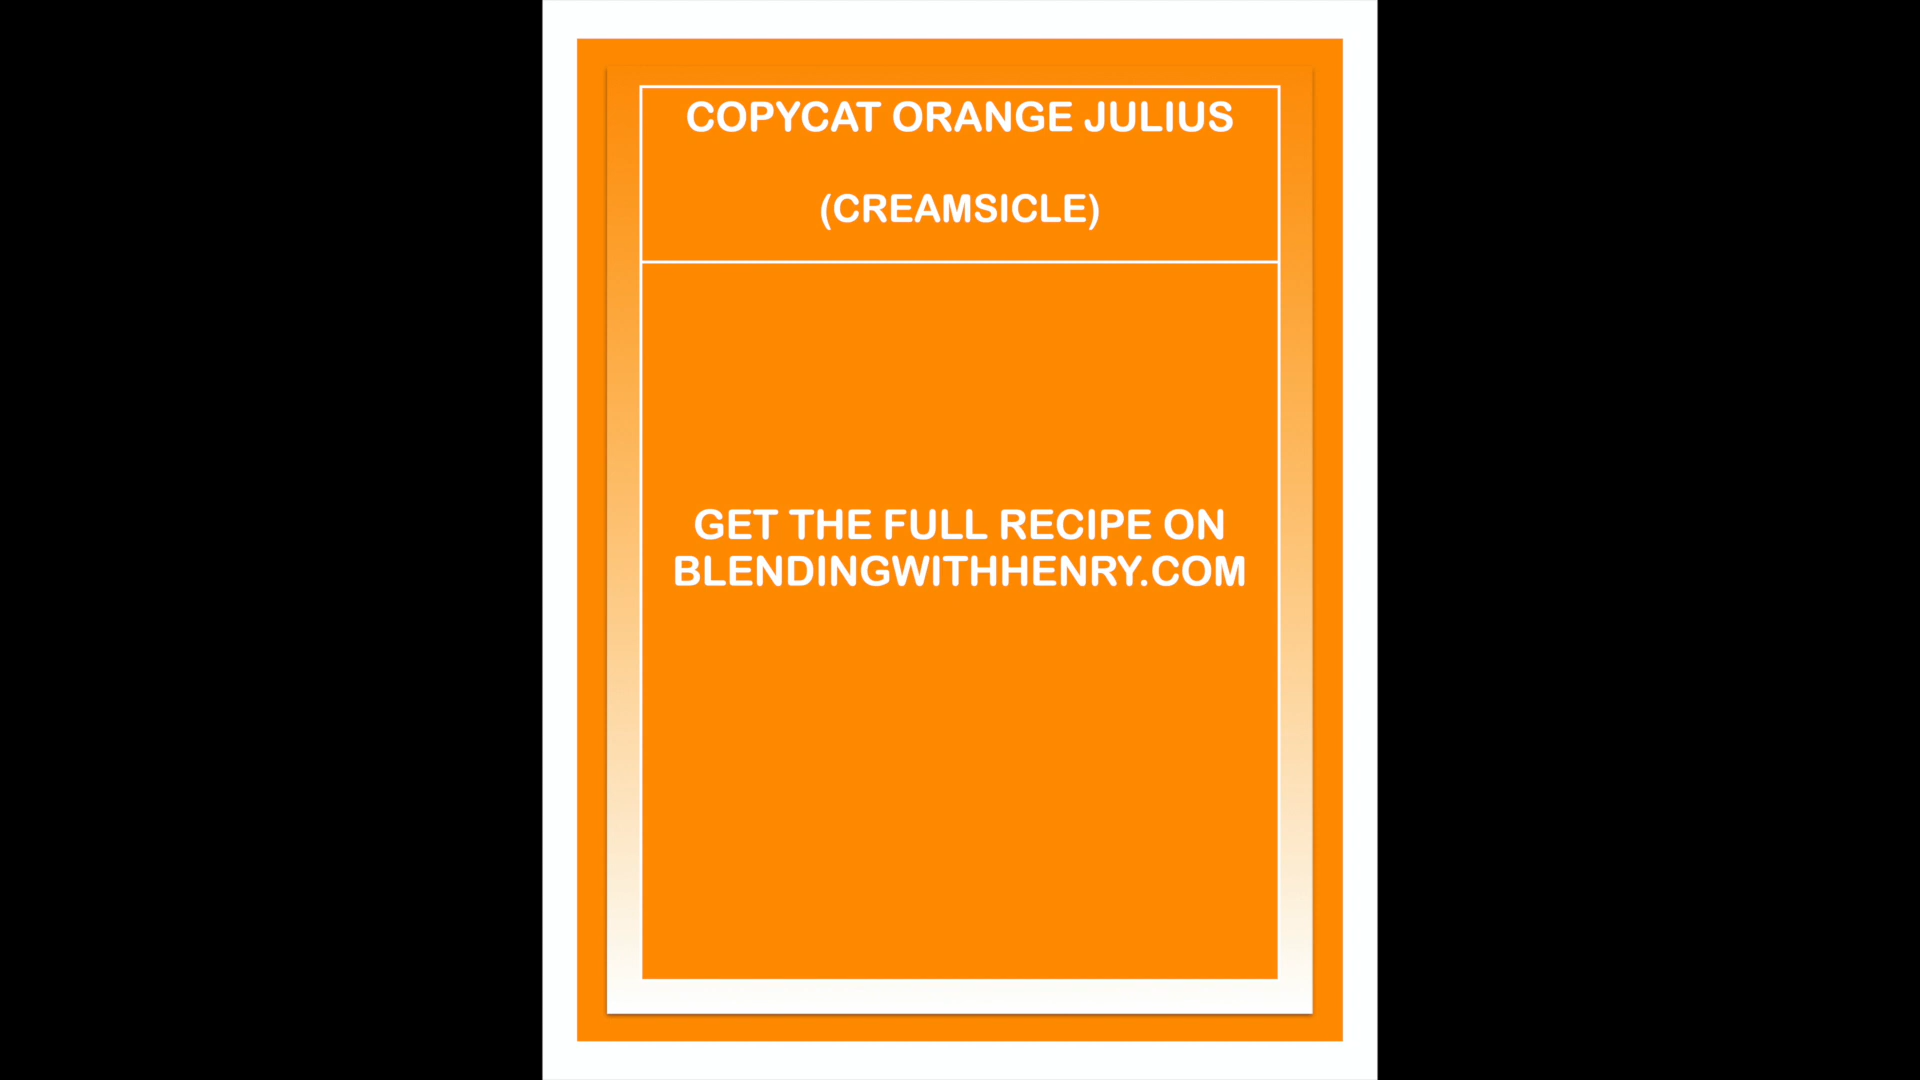 COPYCAT ORANGE JULIUS
(CREAMSICLE)
GET THE FULL RECIPE ON
BLENDINGWITHHENRY.COM